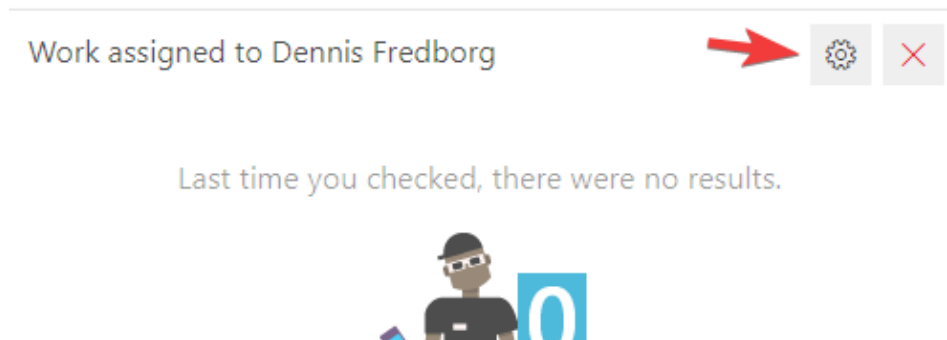 Work assigned to Dennis Fredborg
Last time you checked, there were no results.
0